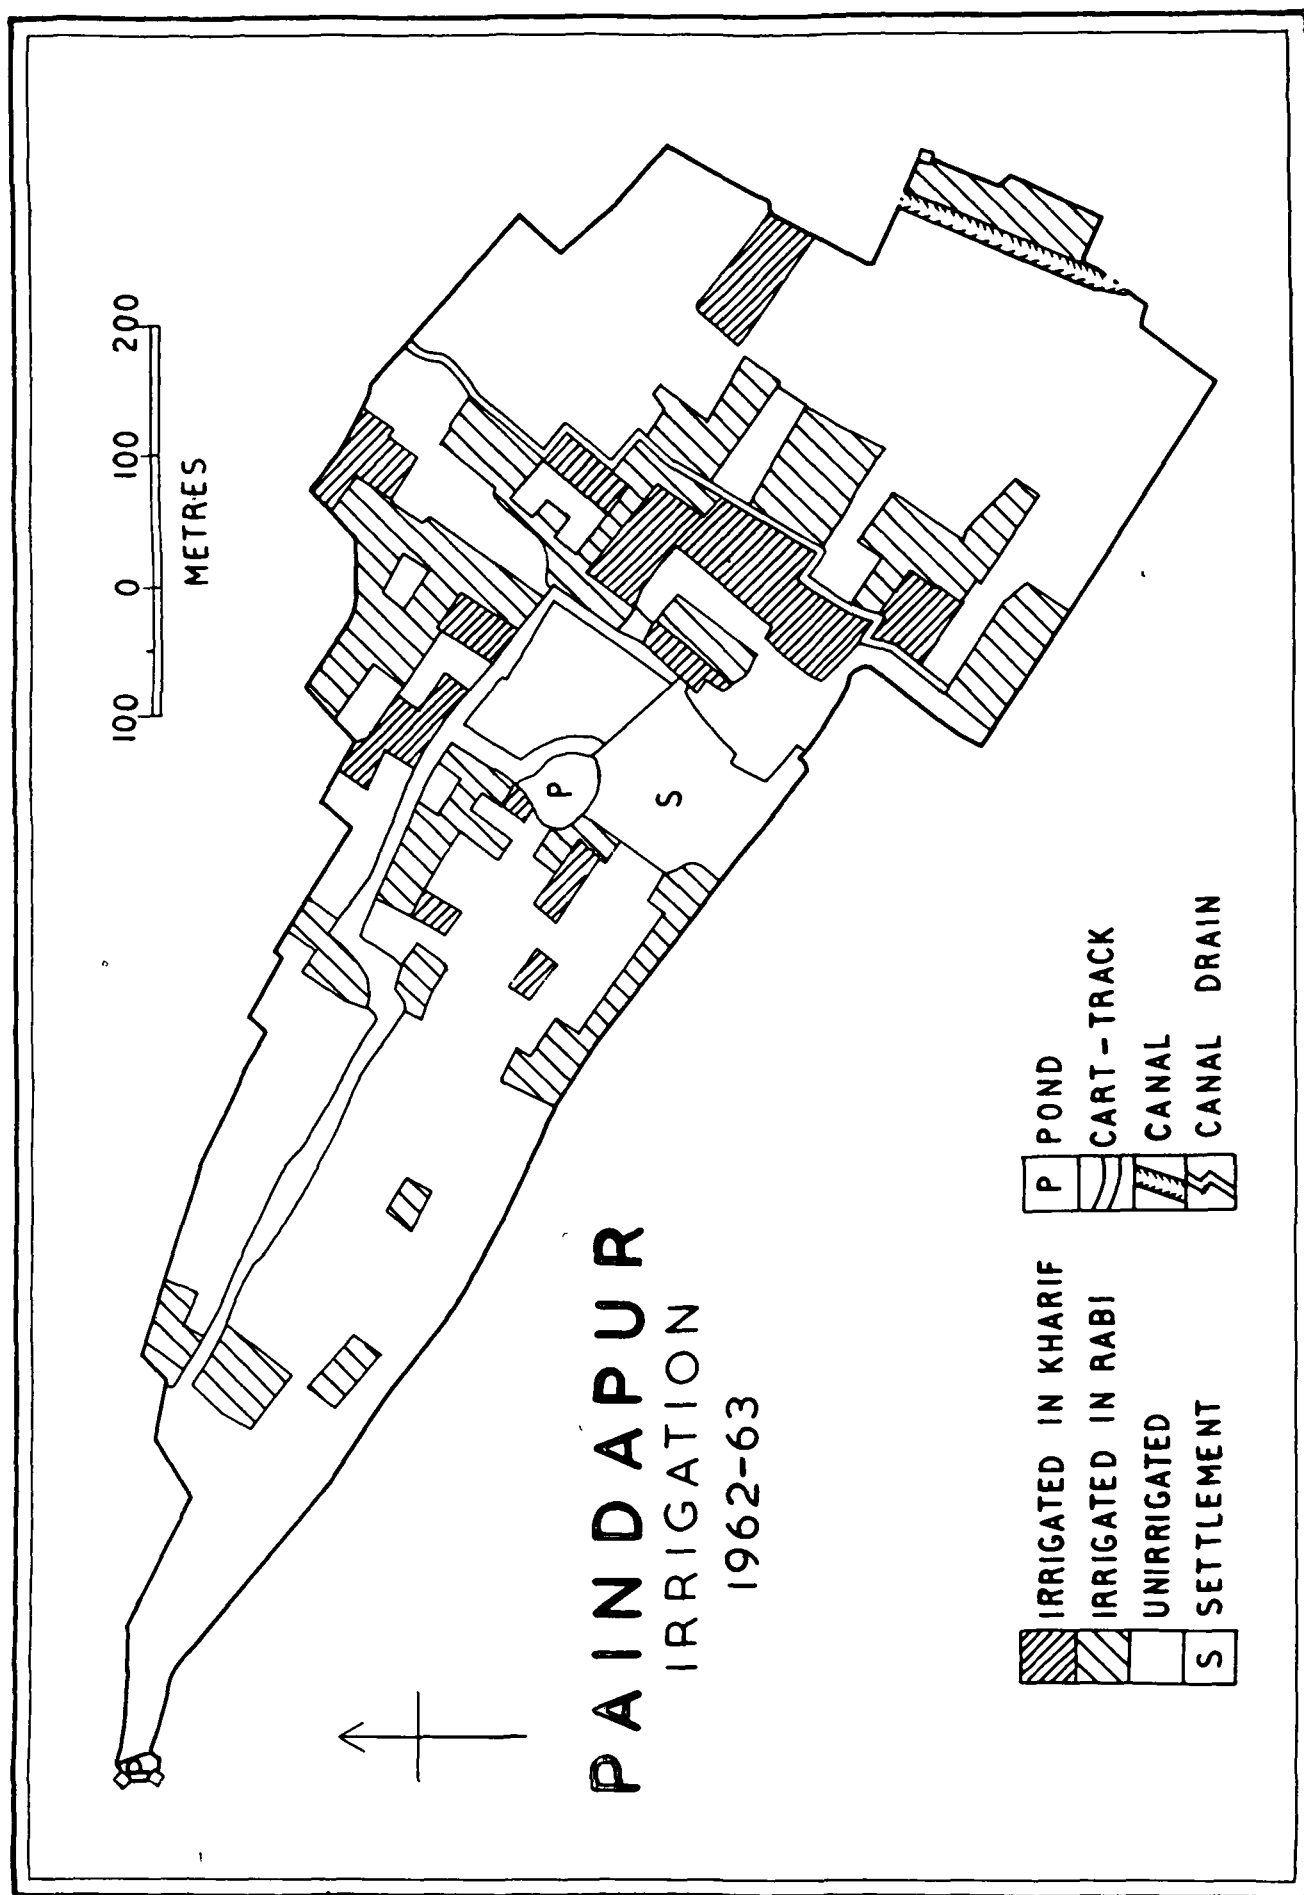 100 0 100 200
METRES
P
S
P
PAINDAPUR
IRRIGATION
1962-63
IRRIGATED IN KHARIF
IRRIGATED IN RABI
UNIRRIGATED
S SETTLEMENT
P POND
CART-TRACK
CANAL
CANAL DRAIN